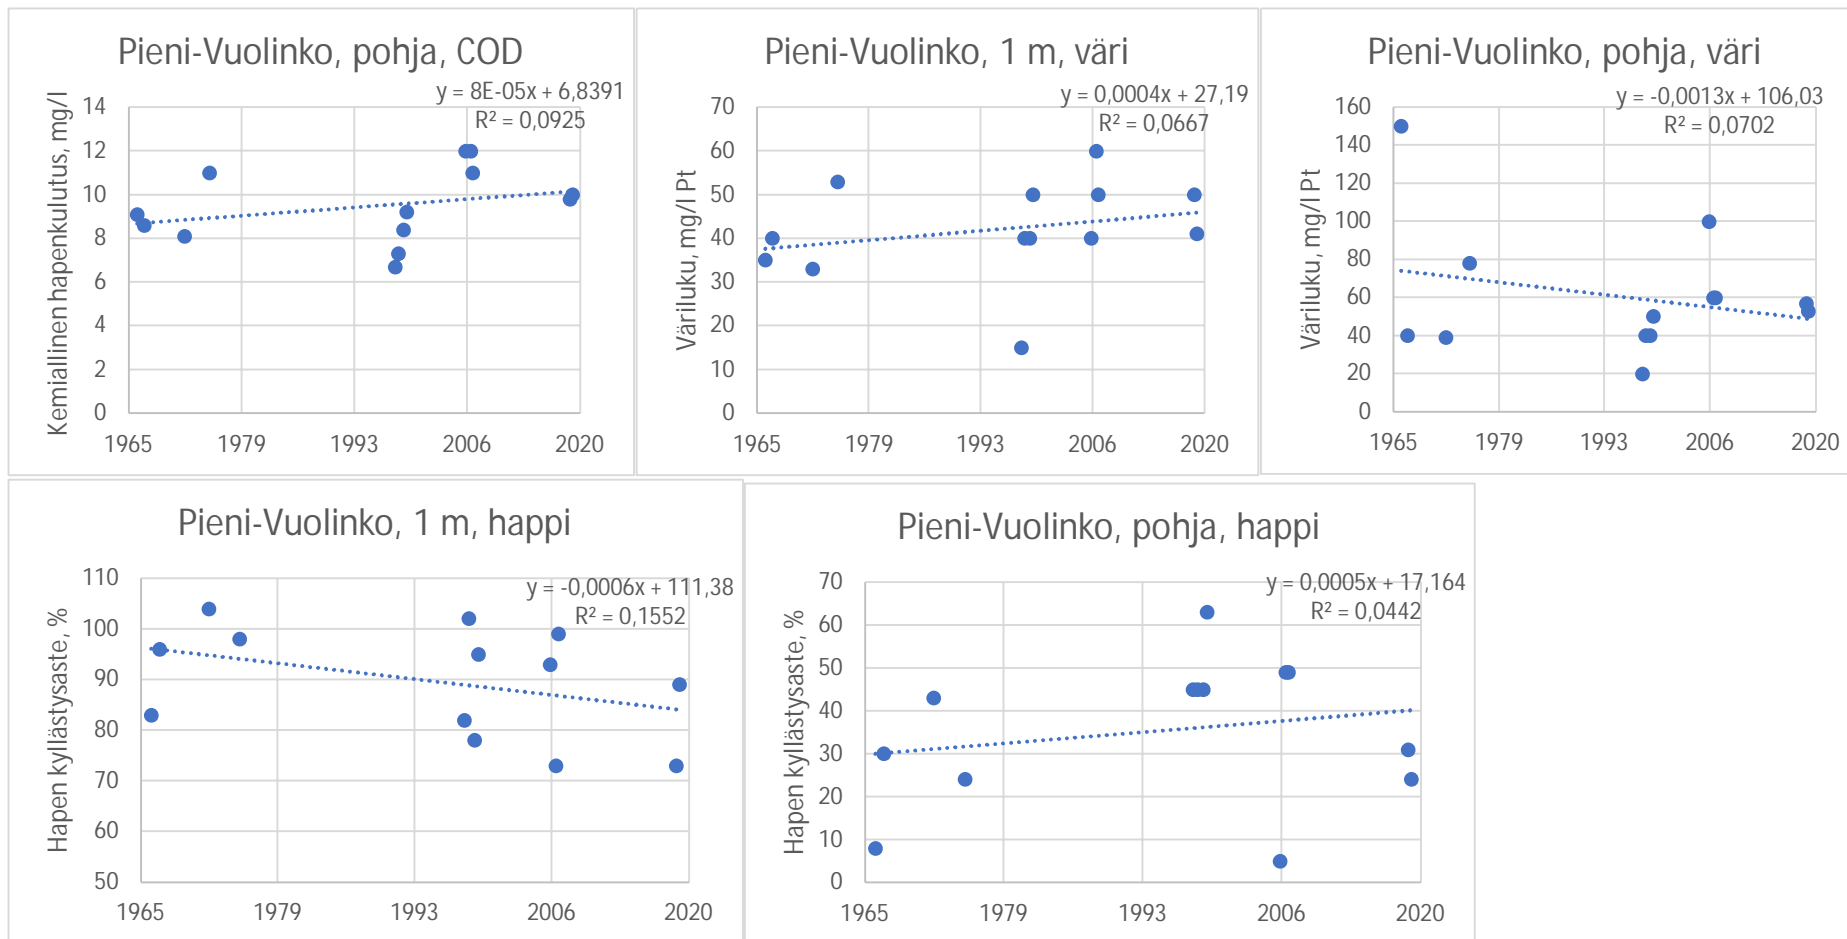 Pieni-Vuolinko, pohja, COD
y = 8E-05x + 6,8391
R² = 0,0925
Kemiallinen hapenkulutus, mg/l
14
12
10
8
6
4
2
0
1965 1979 1993 2006 2020
Pieni-Vuolinko, 1 m, väri
y = 0,0004x + 27,19
R² = 0,0667
Väriluku, mg/l Pt
70
60
50
40
30
20
10
0
1965 1979 1993 2006 2020
Pieni-Vuolinko, pohja, väri
y = -0,0013x + 106,03
R² = 0,0702
Väriluku, mg/l Pt
160
140
120
100
80
60
40
20
0
1965 1979 1993 2006 2020
Pieni-Vuolinko, 1 m, happi
y = -0,0006x + 111,38
R² = 0,1552
Hapen kyllästysaste, %
110
100
90
80
70
60
50
1965 1979 1993 2006 2020
Pieni-Vuolinko, pohja, happi
y = 0,0005x + 17,164
R² = 0,0442
Hapen kyllästysaste, %
70
60
50
40
30
20
10
0
1965 1979 1993 2006 2020